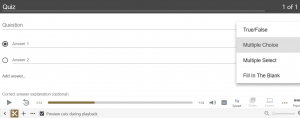 Quiz 1 of 1
Question
True/False
Multiple Choice
Multiple Select
Fill In The Blank
Answer 1
Answer 2
Add answer...
Correct answer explanation (optional)
Preview cuts during playback